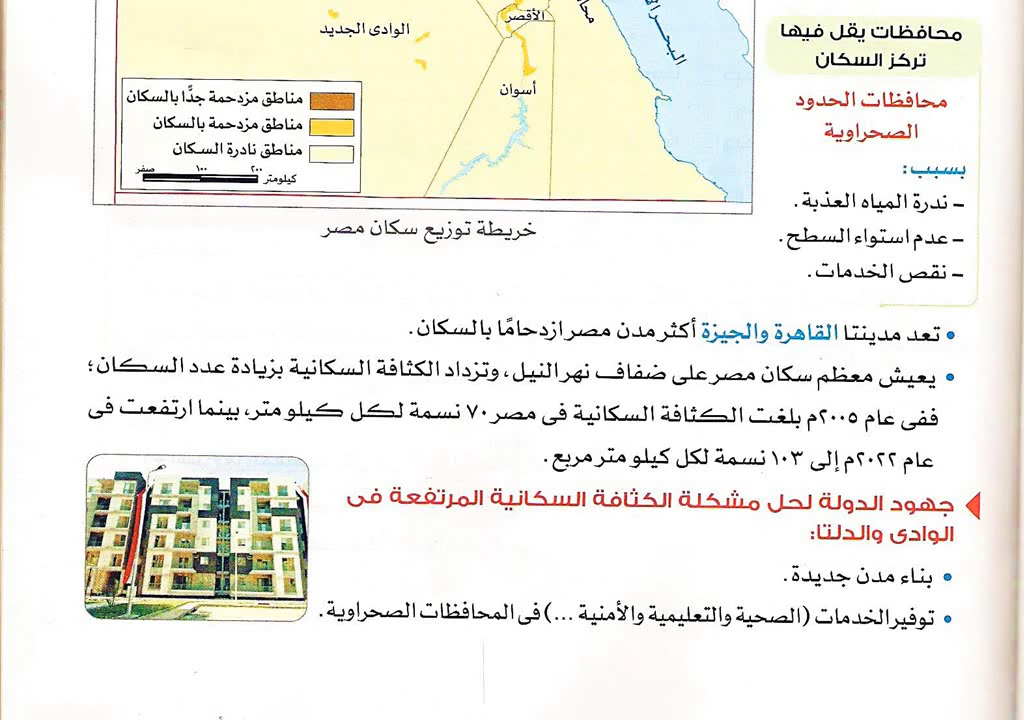 الأقصر
الوادى الجديد
أسوان
مناطق مزدحمة جدًّا بالسكان
مناطق مزدحمة بالسكان
مناطق نادرة السكان
صفر ١٠٠ ٢٠٠
كيلومتر
خريطة توزيع سكان مصر
محافظات يقل فيها
تركز السكان
محافظات الحدود
الصحراوية
بسبب:
– ندرة المياه العذبة.
– عدم استواء السطح.
– نقص الخدمات.
• تعد مدينتا القاهرة والجيزة أكثر مدن مصر ازدحامًا بالسكان.
• يعيش معظم سكان مصر على ضفاف نهر النيل، وتزداد الكثافة السكانية بزيادة عدد السكان؛
ففى عام ٢٠٠٥م بلغت الكثافة السكانية فى مصر ٧٠ نسمة لكل كيلو متر، بينما ارتفعت فى
عام ٢٠٢٢م إلى ١٠٣ نسمة لكل كيلو متر مربع.
جهود الدولة لحل مشكلة الكثافة السكانية المرتفعة فى
الوادى والدلتا:
• بناء مدن جديدة.
• توفير الخدمات (الصحية والتعليمية والأمنية ...) فى المحافظات الصحراوية.